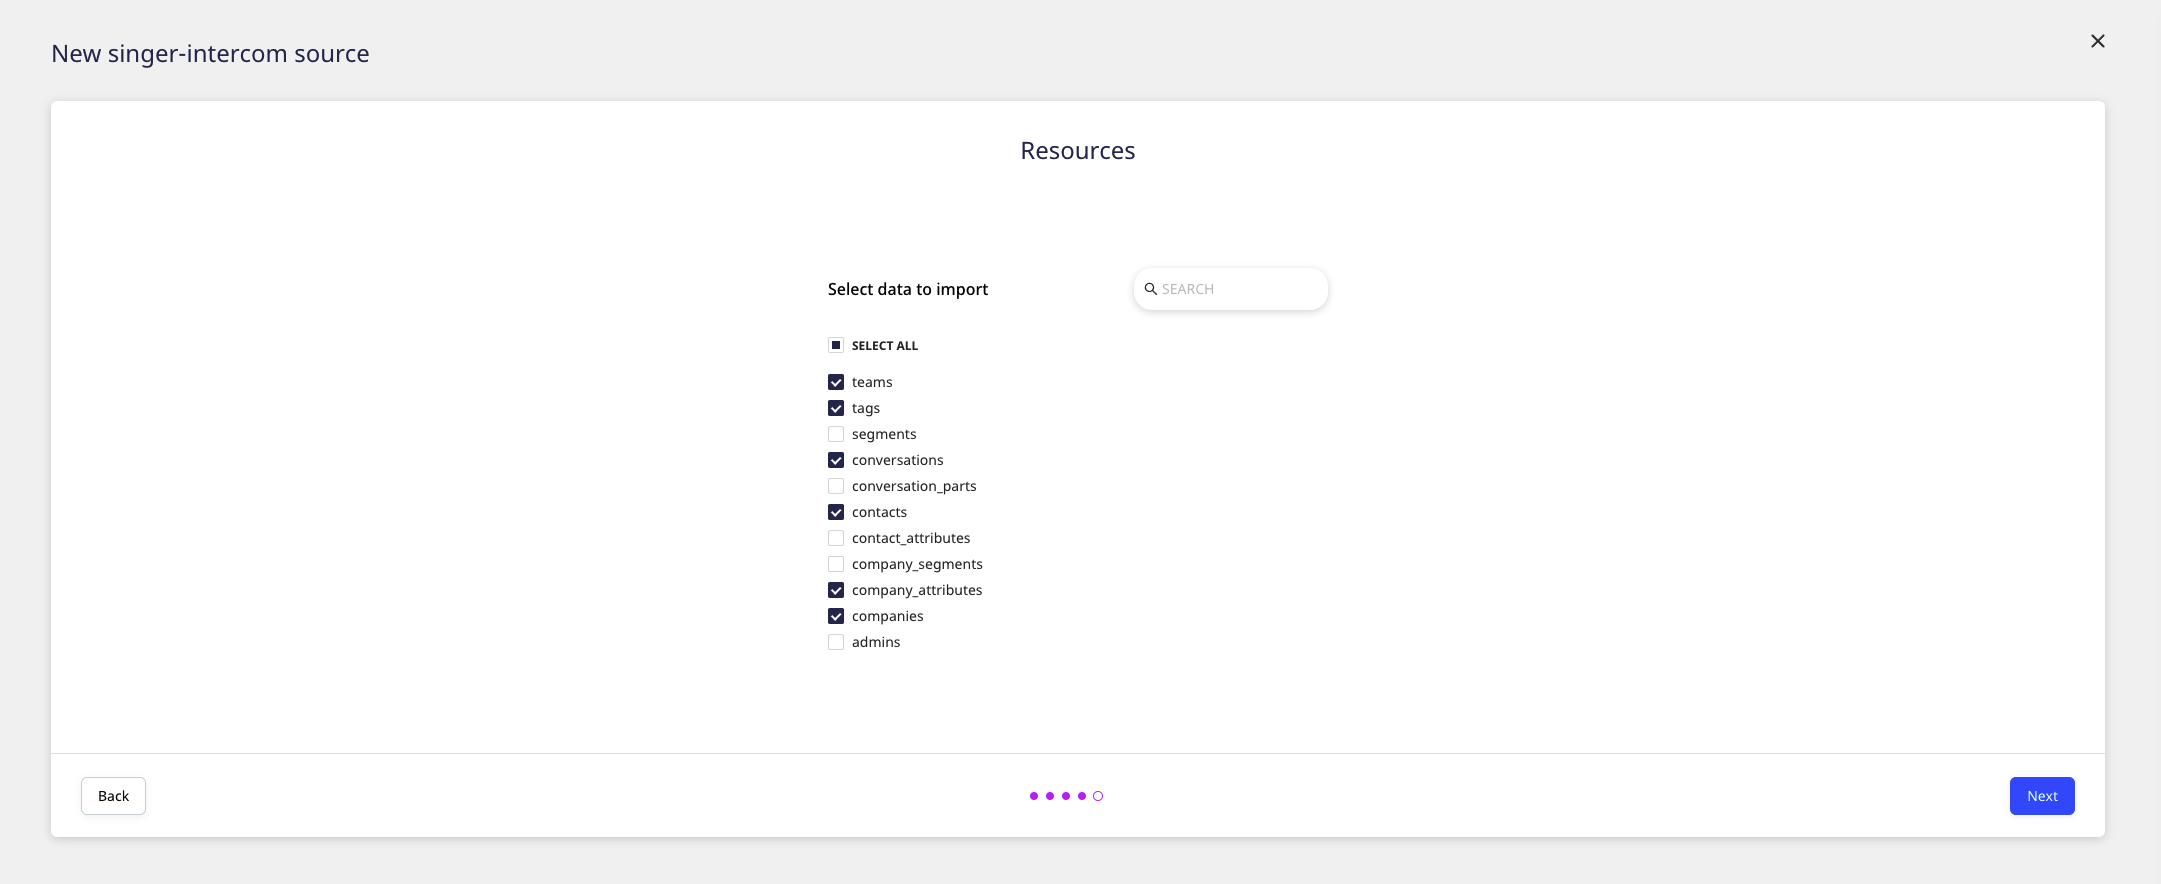 New singer-intercom source
Resources
Select data to import
SEARCH
SELECT ALL
teams
tags
segments
conversations
conversation_parts
contacts
contact_attributes
company_segments
company_attributes
companies
admins
Back
Next